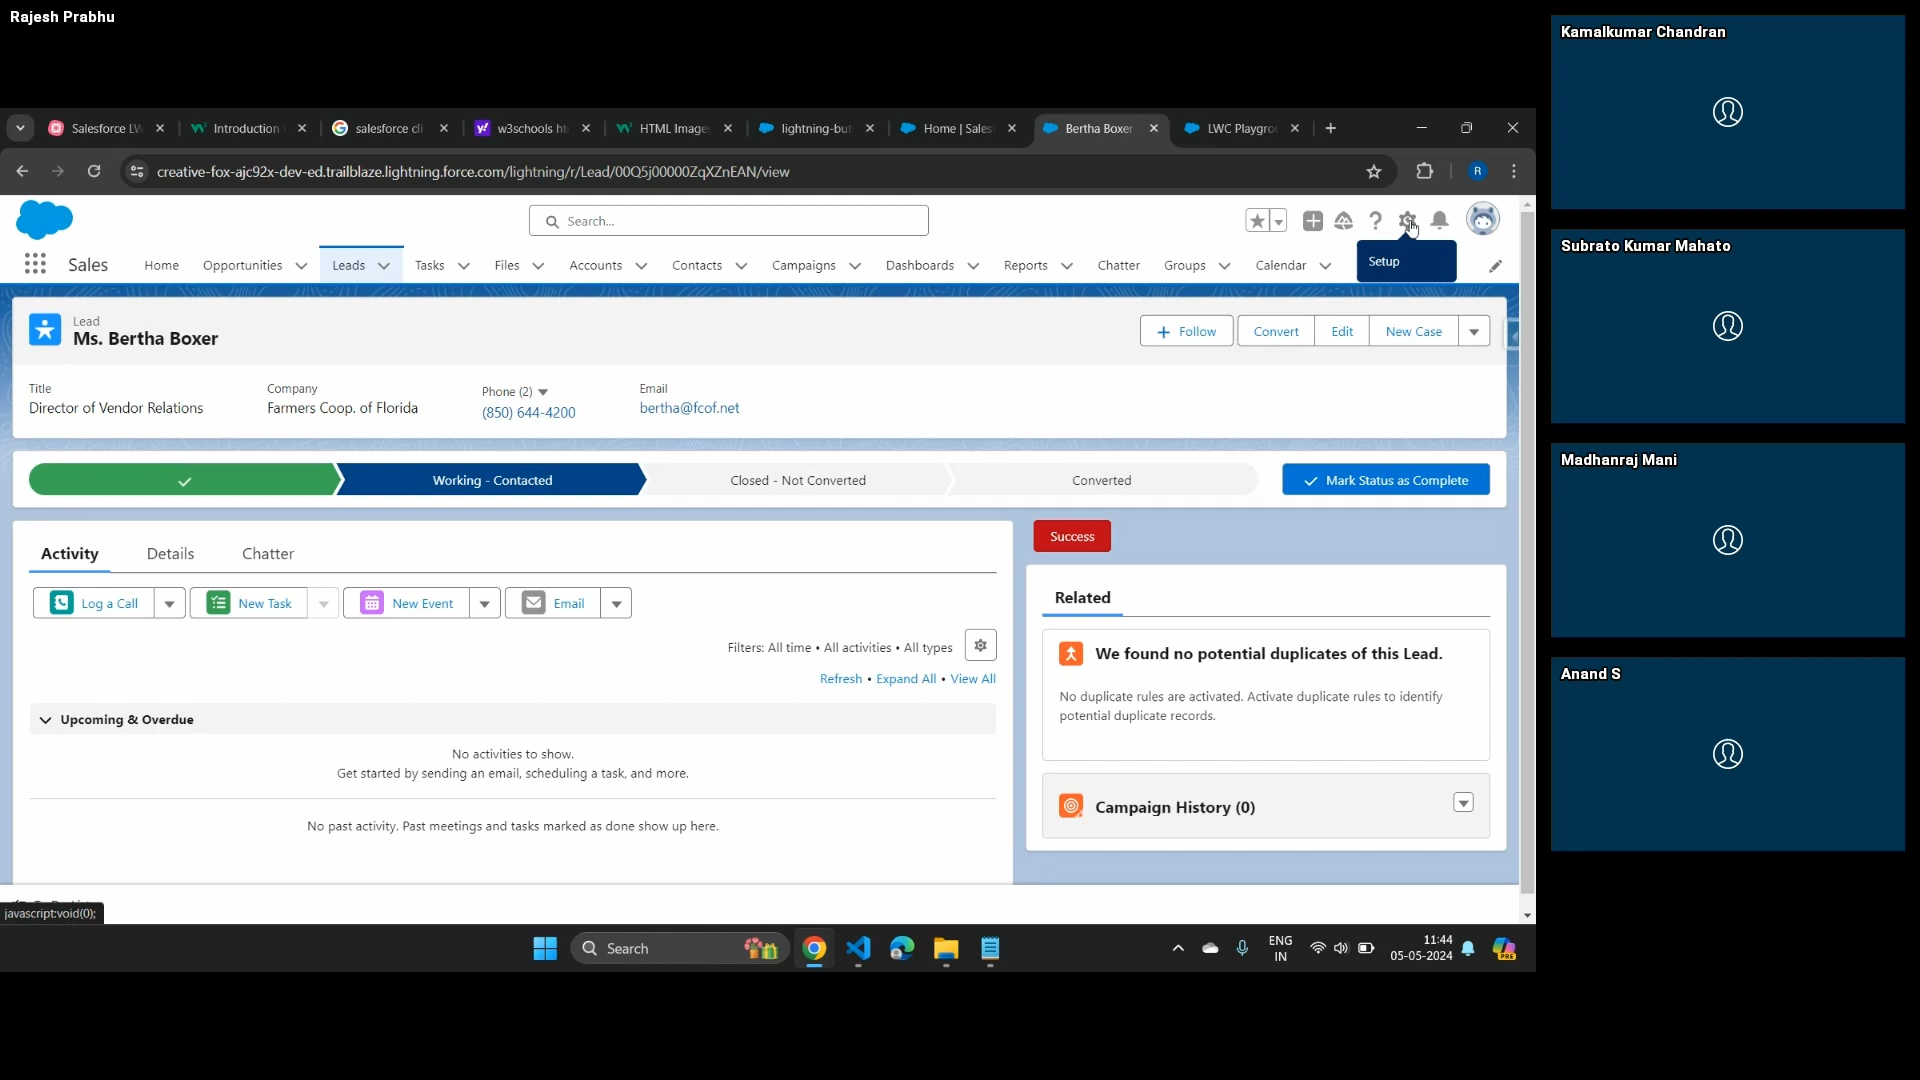 Rajesh Prabhu
Kamalkumar Chandran
Subrato Kumar Mahato
Madhanraj Mani
Anand S
Salesforce LW
Introduction
salesforce cli
w3schools ht
HTML Image
lightning-but
Home | Sales
Bertha Boxer
LWC Playgro
creative-fox-ajc92x-dev-ed.trailblaze.lightning.force.com/lightning/r/Lead/00Q5j00000ZqXZnEAN/view
R
Search...
Setup
Sales
Home
Opportunities
Leads
Tasks
Files
Accounts
Contacts
Campaigns
Dashboards
Reports
Chatter
Groups
Calendar
Lead
Ms. Bertha Boxer
Follow
Convert
Edit
New Case
Title
Director of Vendor Relations
Company
Farmers Coop. of Florida
Phone (2)
(850) 644-4200
Email
bertha@fcof.net
Working - Contacted
Closed - Not Converted
Converted
Mark Status as Complete
Activity
Details
Chatter
Log a Call
New Task
New Event
Email
Filters: All time • All activities • All types
Refresh • Expand All • View All
Upcoming & Overdue
No activities to show.
Get started by sending an email, scheduling a task, and more.
No past activity. Past meetings and tasks marked as done show up here.
Success
Related
We found no potential duplicates of this Lead.
No duplicate rules are activated. Activate duplicate rules to identify
potential duplicate records.
Campaign History (0)
javascript:void(0);
Search
ENG
IN
11:44
05-05-2024
PRE